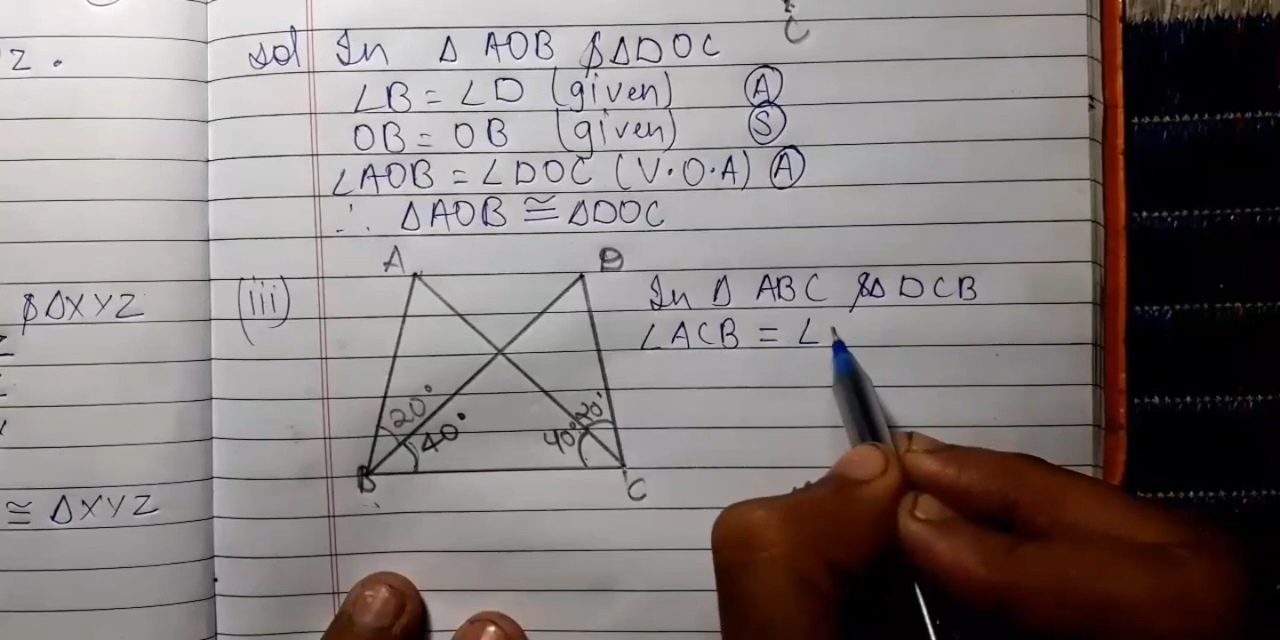 C
z.
Sol In Δ AOB & ΔDOC
∠B = ∠D (given) Ⓐ
OB = OB (given) Ⓢ
∠AOB = ∠DOC (V.O.A) Ⓐ
∴ ΔAOB ≅ ΔDOC
& ΔXYZ
(iii)
A D
In Δ ABC & Δ DCB
∠ACB = ∠
20° 20°
40° 40°
B C
≅ ΔXYZ